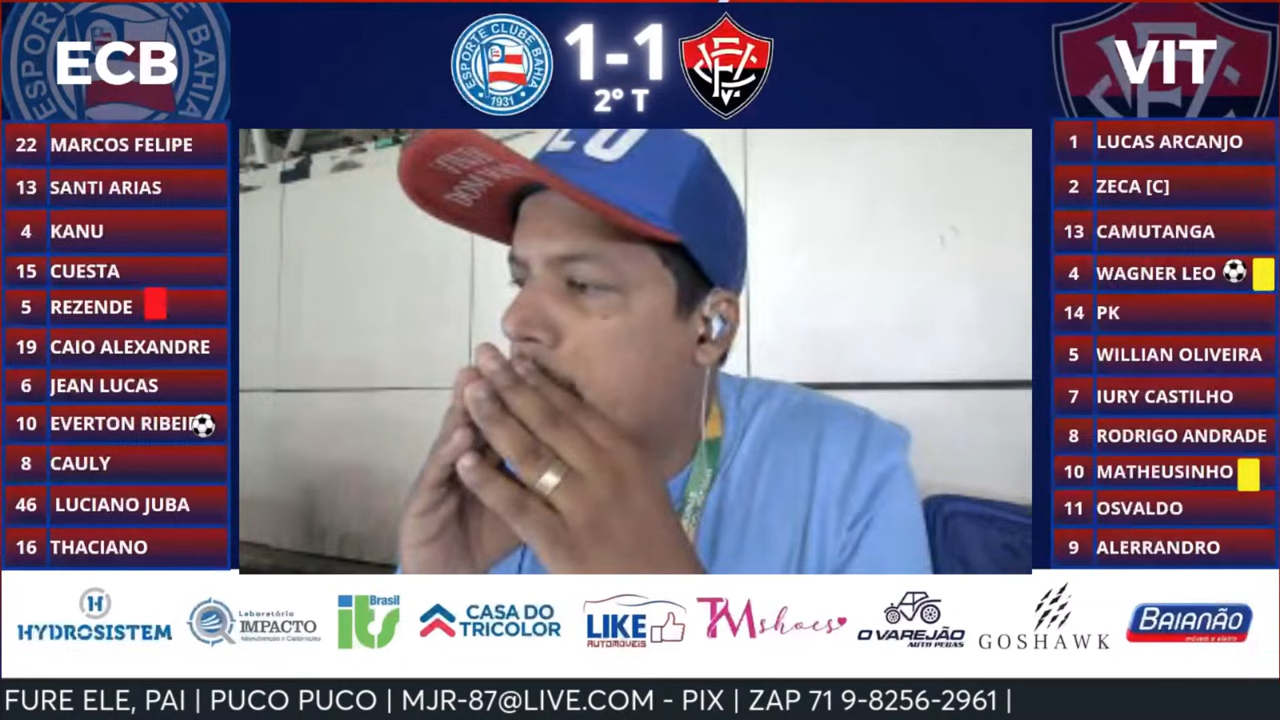 ECB
ESPORTE CLUBE BAHIA
1931
1-1
2º T
VIT
22 MARCOS FELIPE
13 SANTI ARIAS
4 KANU
15 CUESTA
5 REZENDE
19 CAIO ALEXANDRE
6 JEAN LUCAS
10 EVERTON RIBEI
8 CAULY
46 LUCIANO JUBA
16 THACIANO
1 LUCAS ARCANJO
2 ZECA [C]
13 CAMUTANGA
4 WAGNER LEO
14 PK
5 WILLIAN OLIVEIRA
7 IURY CASTILHO
8 RODRIGO ANDRADE
10 MATHEUSINHO
11 OSVALDO
9 ALERRANDRO
HYDROSISTEM
Laboratório
IMPACTO
its Brasil
CASA DO
TRICOLOR
LIKE
AUTOMÓVEIS
TMshoes
O VAREJÃO
AUTO PEÇAS
GOSHAWK
BAIANÃO
móveis e eletro
FURE ELE, PAI | PUCO PUCO | MJR-87@LIVE.COM - PIX | ZAP 71 9-8256-2961 |